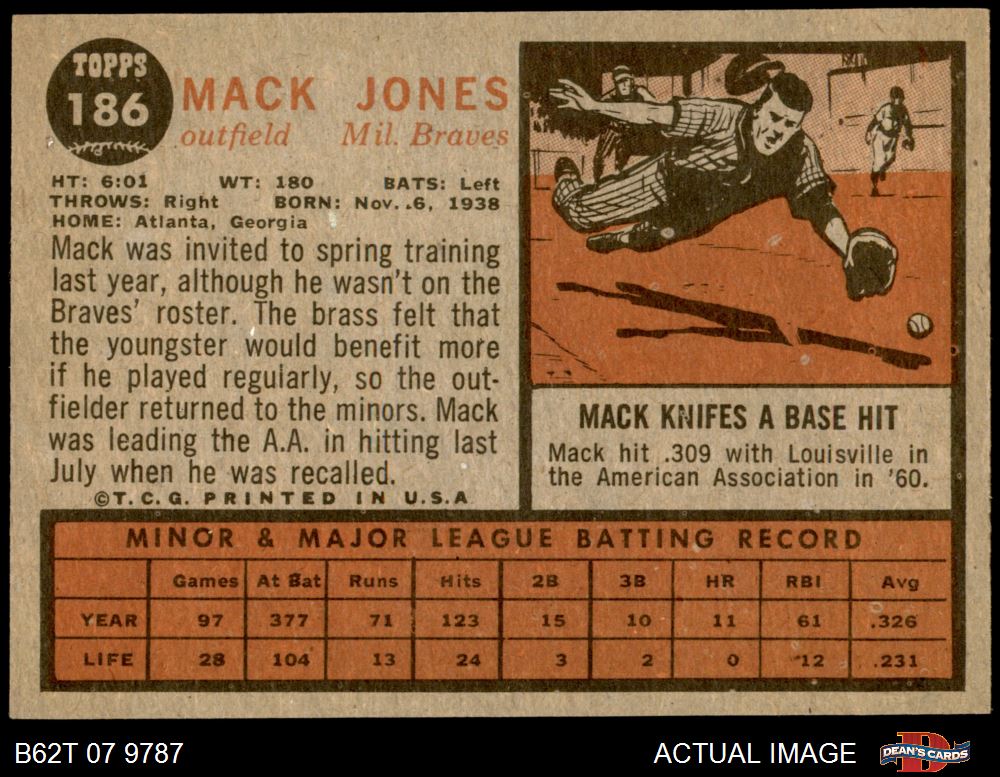 TOPPS
186
MACK JONES
outfield Mil. Braves
HT: 6:01 WT: 180 BATS: Left
THROWS: Right BORN: Nov. .6, 1938
HOME: Atlanta, Georgia
Mack was invited to spring training
last year, although he wasn't on the
Braves' roster. The brass felt that
the youngster would benefit more
if he played regularly, so the out-
fielder returned to the minors. Mack
was leading the A.A. in hitting last
July when he was recalled.
©T.C.G. PRINTED IN U.S.A
MACK KNIFES A BASE HIT
Mack hit .309 with Louisville in
the American Association in '60.
MINOR & MAJOR LEAGUE BATTING RECORD
Games At Bat Runs Hits 2B 3B HR RBI Avg
YEAR 97 377 71 123 15 10 11 61 .326
LIFE 28 104 13 24 3 2 0 12 .231
B62T 07 9787
ACTUAL IMAGE
DEAN'S CARDS